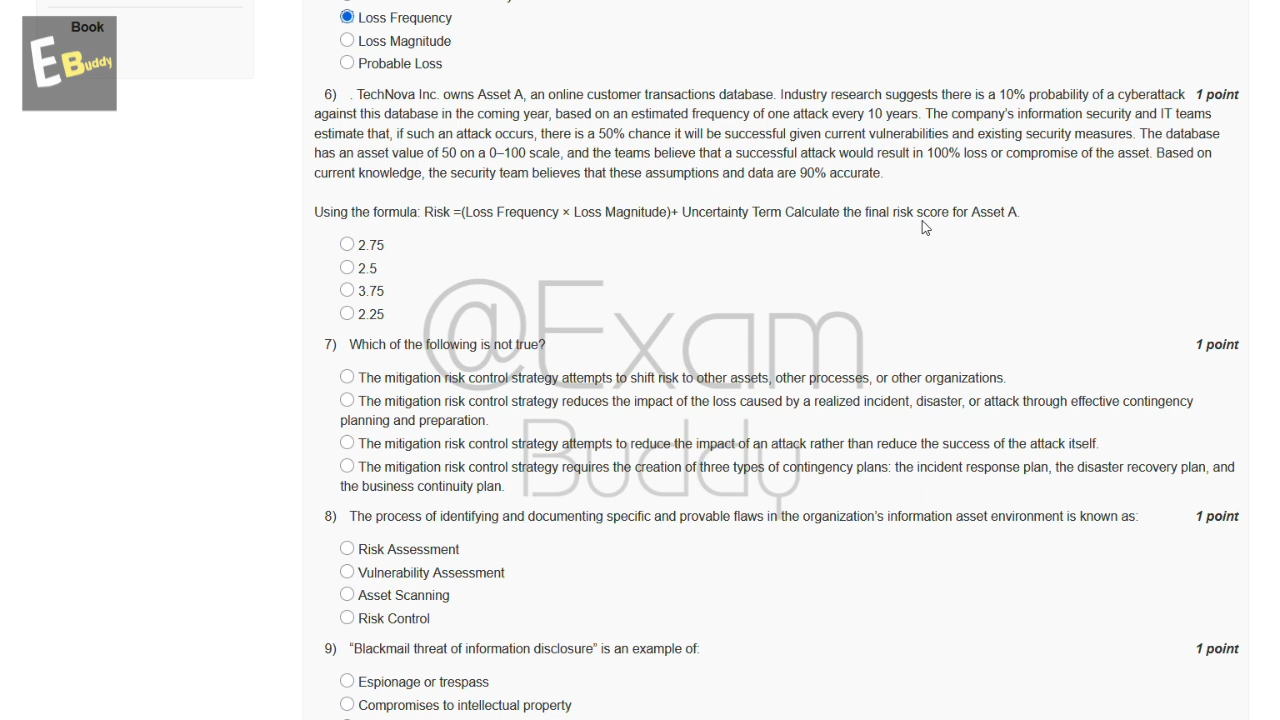 Book
E Buddy
Loss Frequency
Loss Magnitude
Probable Loss
6) . TechNova Inc. owns Asset A, an online customer transactions database. Industry research suggests there is a 10% probability of a cyberattack 1 point
against this database in the coming year, based on an estimated frequency of one attack every 10 years. The company's information security and IT teams
estimate that, if such an attack occurs, there is a 50% chance it will be successful given current vulnerabilities and existing security measures. The database
has an asset value of 50 on a 0–100 scale, and the teams believe that a successful attack would result in 100% loss or compromise of the asset. Based on
current knowledge, the security team believes that these assumptions and data are 90% accurate.
Using the formula: Risk =(Loss Frequency × Loss Magnitude)+ Uncertainty Term Calculate the final risk score for Asset A.
2.75
2.5
3.75
2.25
@Exam
Buddy
7) Which of the following is not true? 1 point
The mitigation risk control strategy attempts to shift risk to other assets, other processes, or other organizations.
The mitigation risk control strategy reduces the impact of the loss caused by a realized incident, disaster, or attack through effective contingency
planning and preparation.
The mitigation risk control strategy attempts to reduce the impact of an attack rather than reduce the success of the attack itself.
The mitigation risk control strategy requires the creation of three types of contingency plans: the incident response plan, the disaster recovery plan, and
the business continuity plan.
8) The process of identifying and documenting specific and provable flaws in the organization's information asset environment is known as: 1 point
Risk Assessment
Vulnerability Assessment
Asset Scanning
Risk Control
9) “Blackmail threat of information disclosure” is an example of: 1 point
Espionage or trespass
Compromises to intellectual property